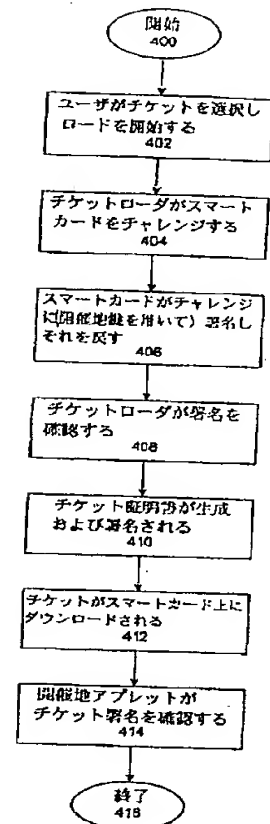 開始
400
ユーザがチケットを選択し
ロードを開始する
402
チケットローダがスマート
カードをチャレンジする
404
スマートカードがチャレンジ
に(開催地鍵を用いて)署名し
それを戻す
406
チケットローダが署名を
確認する
408
チケット証明書が生成
および署名される
410
チケットがスマートカード上に
ダウンロードされる
412
開催地アプレットが
チケット署名を確認する
414
終了
416